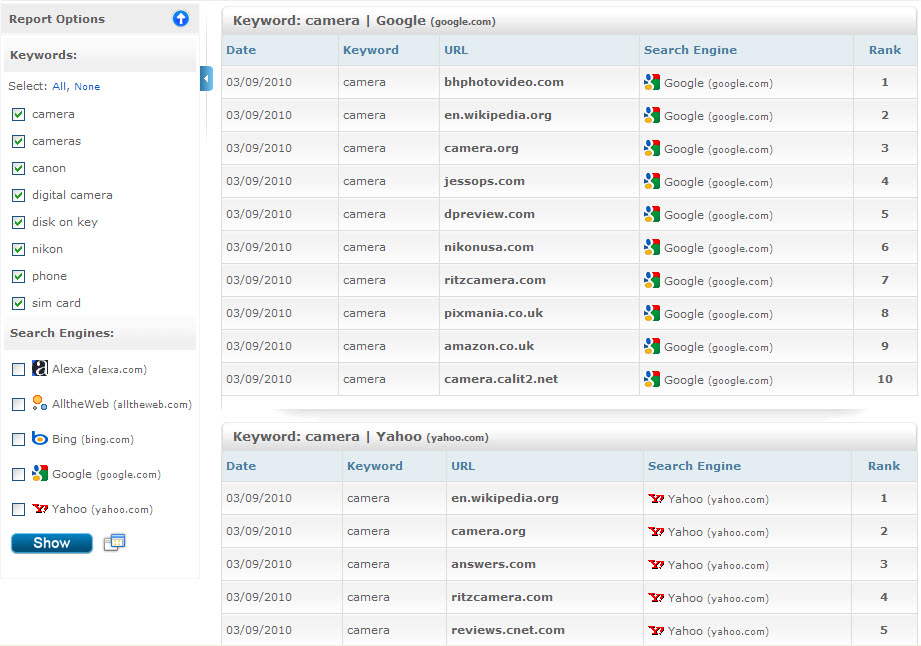 Report Options
Keywords:
Select: All, None
camera
cameras
canon
digital camera
disk on key
nikon
phone
sim card
Search Engines:
Alexa (alexa.com)
AlltheWeb (alltheweb.com)
Bing (bing.com)
Google (google.com)
Yahoo (yahoo.com)
Show
Keyword: camera | Google (google.com)
Date Keyword URL Search Engine Rank
03/09/2010 camera bhphotovideo.com Google (google.com) 1
03/09/2010 camera en.wikipedia.org Google (google.com) 2
03/09/2010 camera camera.org Google (google.com) 3
03/09/2010 camera jessops.com Google (google.com) 4
03/09/2010 camera dpreview.com Google (google.com) 5
03/09/2010 camera nikonusa.com Google (google.com) 6
03/09/2010 camera ritzcamera.com Google (google.com) 7
03/09/2010 camera pixmania.co.uk Google (google.com) 8
03/09/2010 camera amazon.co.uk Google (google.com) 9
03/09/2010 camera camera.calit2.net Google (google.com) 10
Keyword: camera | Yahoo (yahoo.com)
Date Keyword URL Search Engine Rank
03/09/2010 camera en.wikipedia.org Yahoo (yahoo.com) 1
03/09/2010 camera camera.org Yahoo (yahoo.com) 2
03/09/2010 camera answers.com Yahoo (yahoo.com) 3
03/09/2010 camera ritzcamera.com Yahoo (yahoo.com) 4
03/09/2010 camera reviews.cnet.com Yahoo (yahoo.com) 5